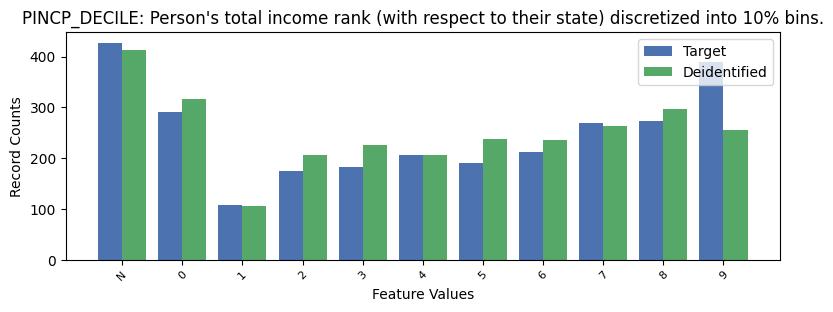 PINCP_DECILE: Person's total income rank (with respect to their state) discretized into 10% bins.
Target
Deidentified
Record Counts
400
300
200
100
0
N 0 1 2 3 4 5 6 7 8 9
Feature Values